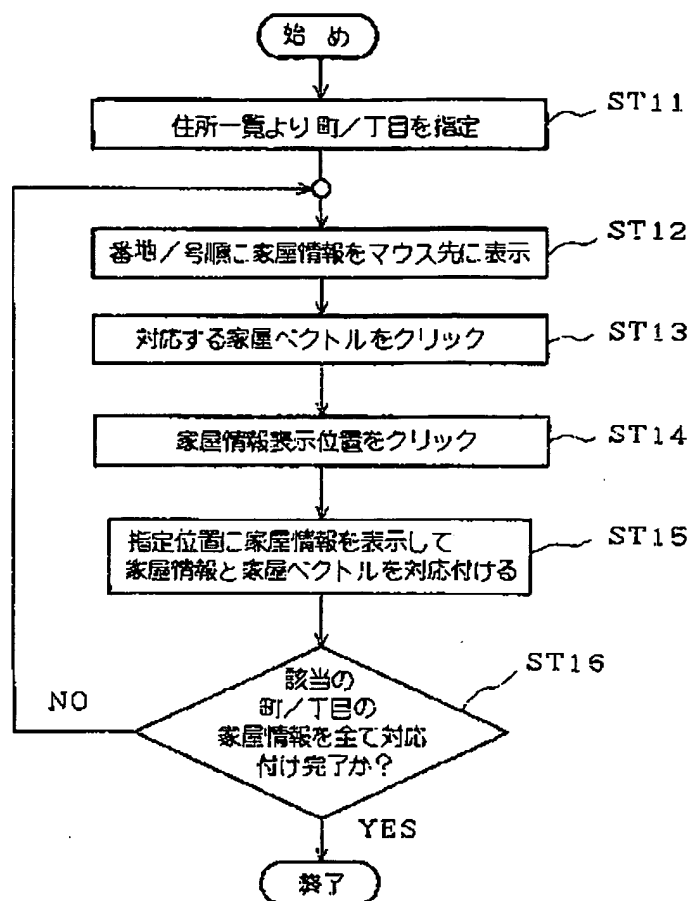 始 め
ST11
住所一覧より町/丁目を指定
ST12
番地/号順に家屋情報をマウス先に表示
対応する家屋ベクトルをクリック
ST13
家屋情報表示位置をクリック
ST14
指定位置に家屋情報を表示して
家屋情報と家屋ベクトルを対応付ける
ST15
ST16
該当の
町/丁目の
家屋情報を全て対応
付け完了か?
NO
YES
終了